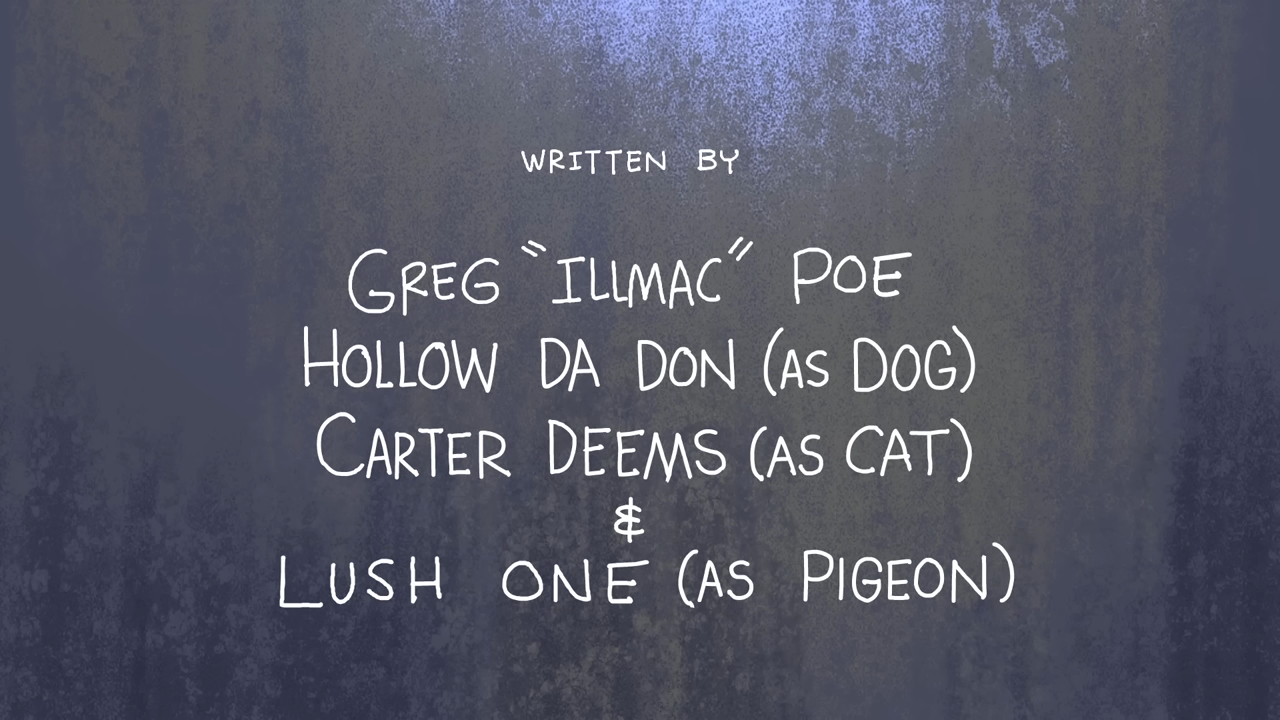 WRITTEN BY
GREG "ILLMAC" POE
HOLLOW DA DON (AS DOG)
CARTER DEEMS (AS CAT)
&
LUSH ONE (AS PIGEON)